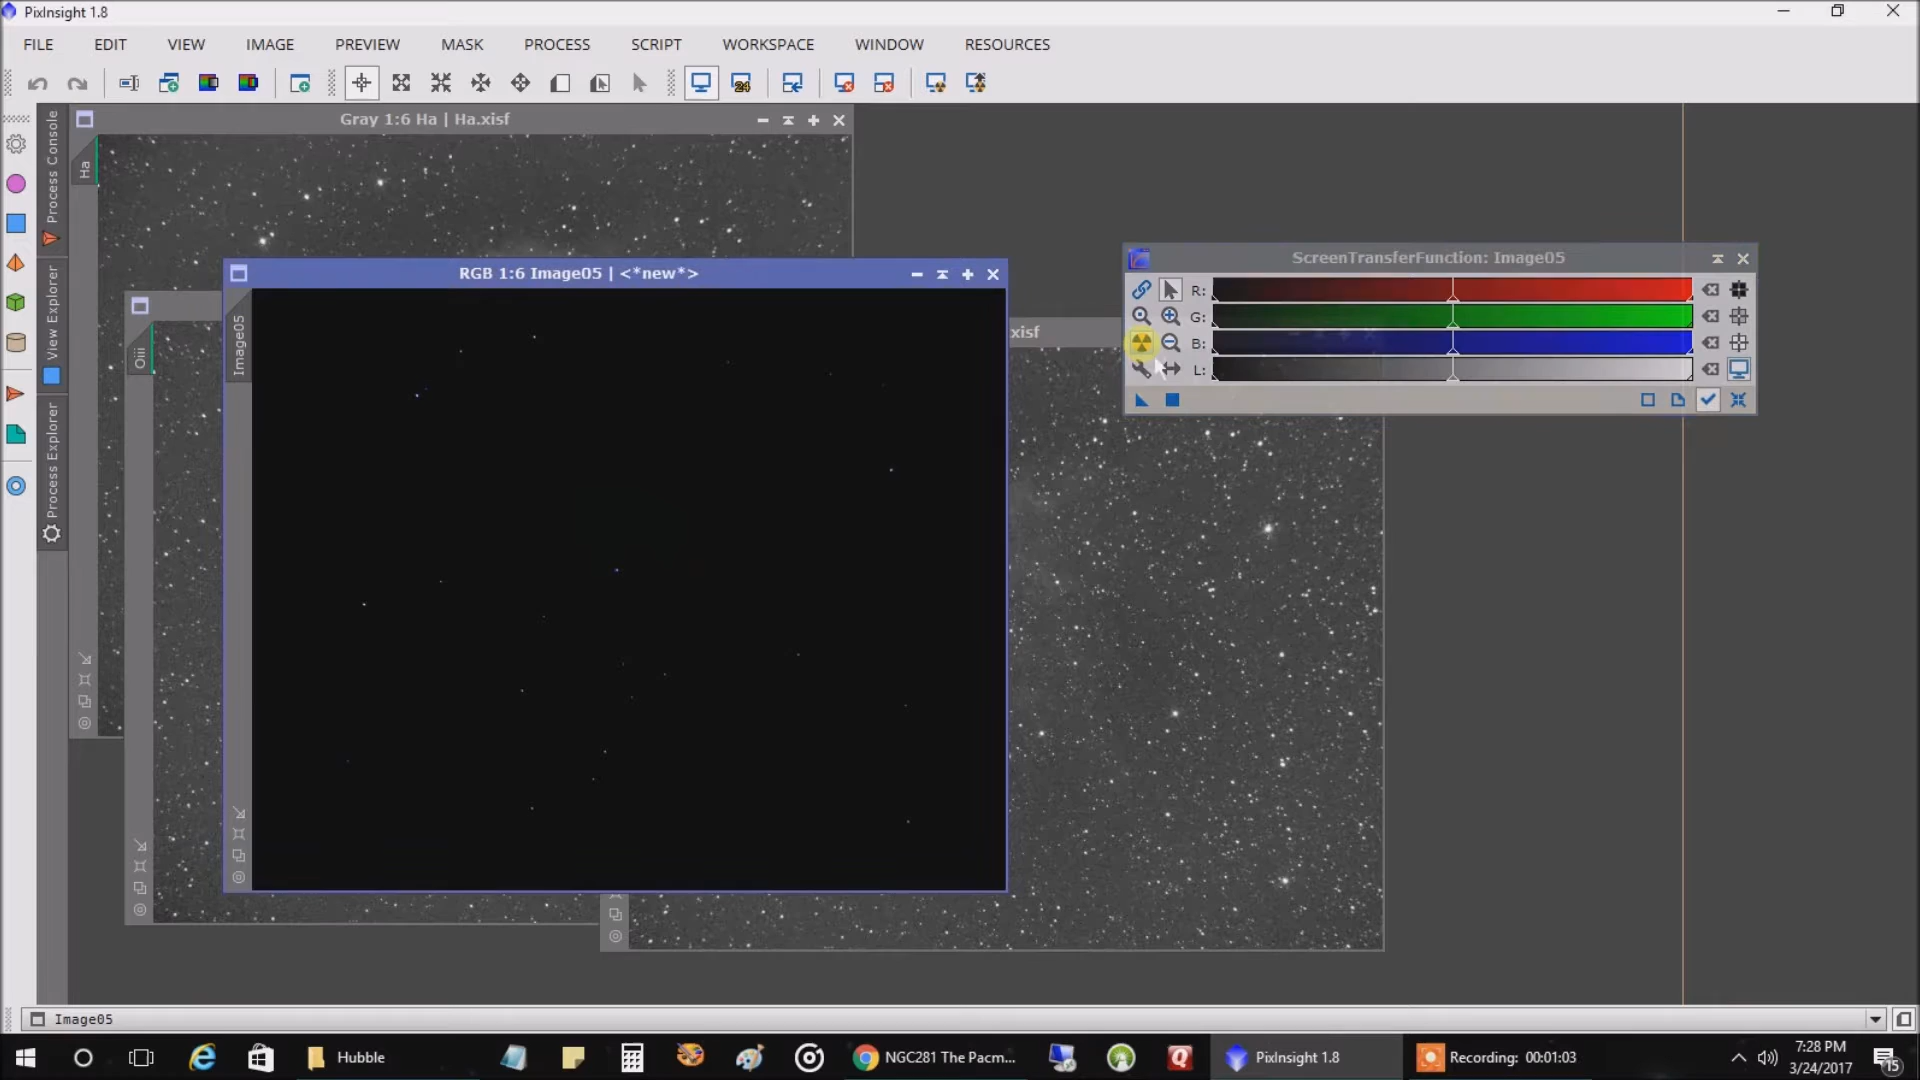 PixInsight 1.8
FILE EDIT VIEW IMAGE PREVIEW MASK PROCESS SCRIPT WORKSPACE WINDOW RESOURCES
24
Process Console
View Explorer
Process Explorer
Gray 1:6 Ha | Ha.xisf
Ha
Oiii
RGB 1:6 Image05 | <*new*>
Image05
xisf
ScreenTransferFunction: Image05
R:
G:
B:
L:
Image05
Hubble
NGC281 The Pacm...
PixInsight 1.8
Recording: 00:01:03
7:28 PM
3/24/2017
15